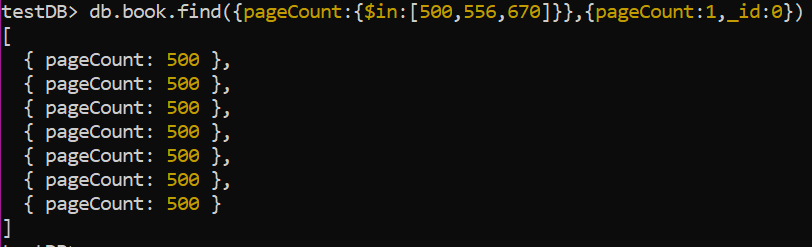 testDB> db.book.find({pageCount:{$in:[500,556,670]}},{pageCount:1,_id:0})
[
  { pageCount: 500 },
  { pageCount: 500 },
  { pageCount: 500 },
  { pageCount: 500 },
  { pageCount: 500 },
  { pageCount: 500 },
  { pageCount: 500 }
]